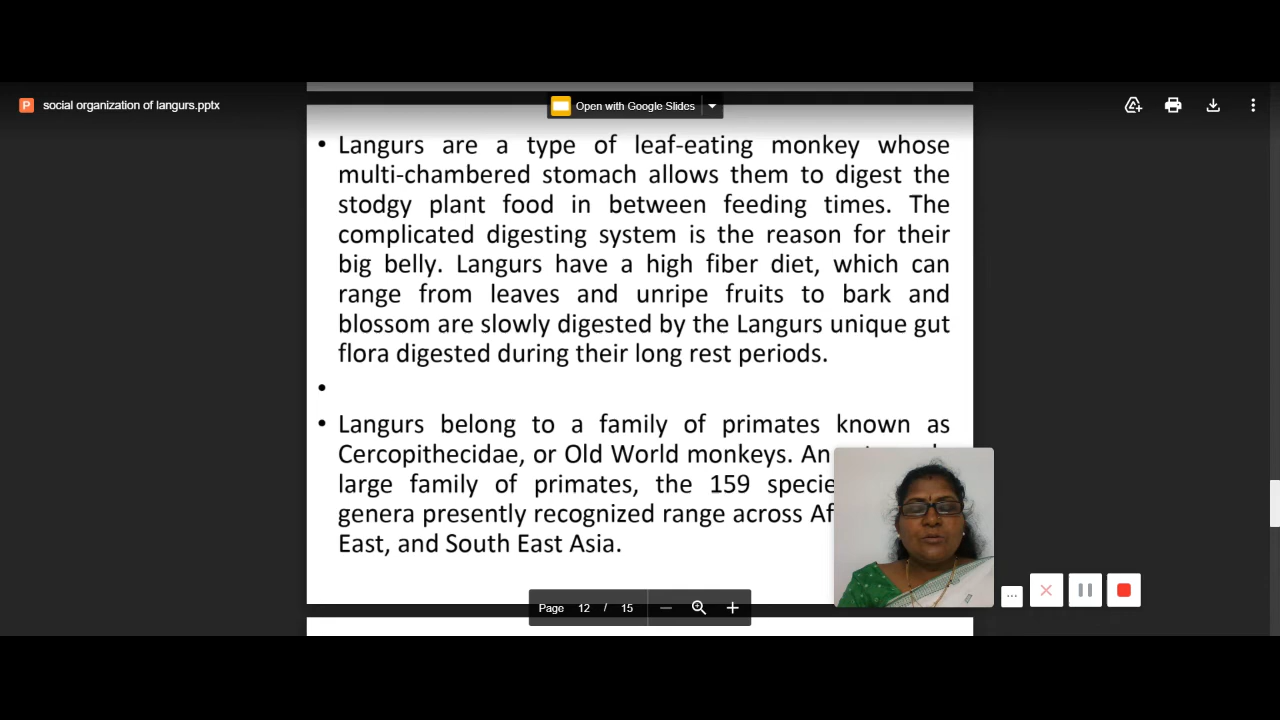 social organization of langurs.pptx
Open with Google Slides
• Langurs are a type of leaf-eating monkey whose
multi-chambered stomach allows them to digest the
stodgy plant food in between feeding times. The
complicated digesting system is the reason for their
big belly. Langurs have a high fiber diet, which can
range from leaves and unripe fruits to bark and
blossom are slowly digested by the Langurs unique gut
flora digested during their long rest periods.
•
• Langurs belong to a family of primates known as
Cercopithecidae, or Old World monkeys. An
large family of primates, the 159
genera presently recognized range across
East, and South East Asia.
Page 12 / 15